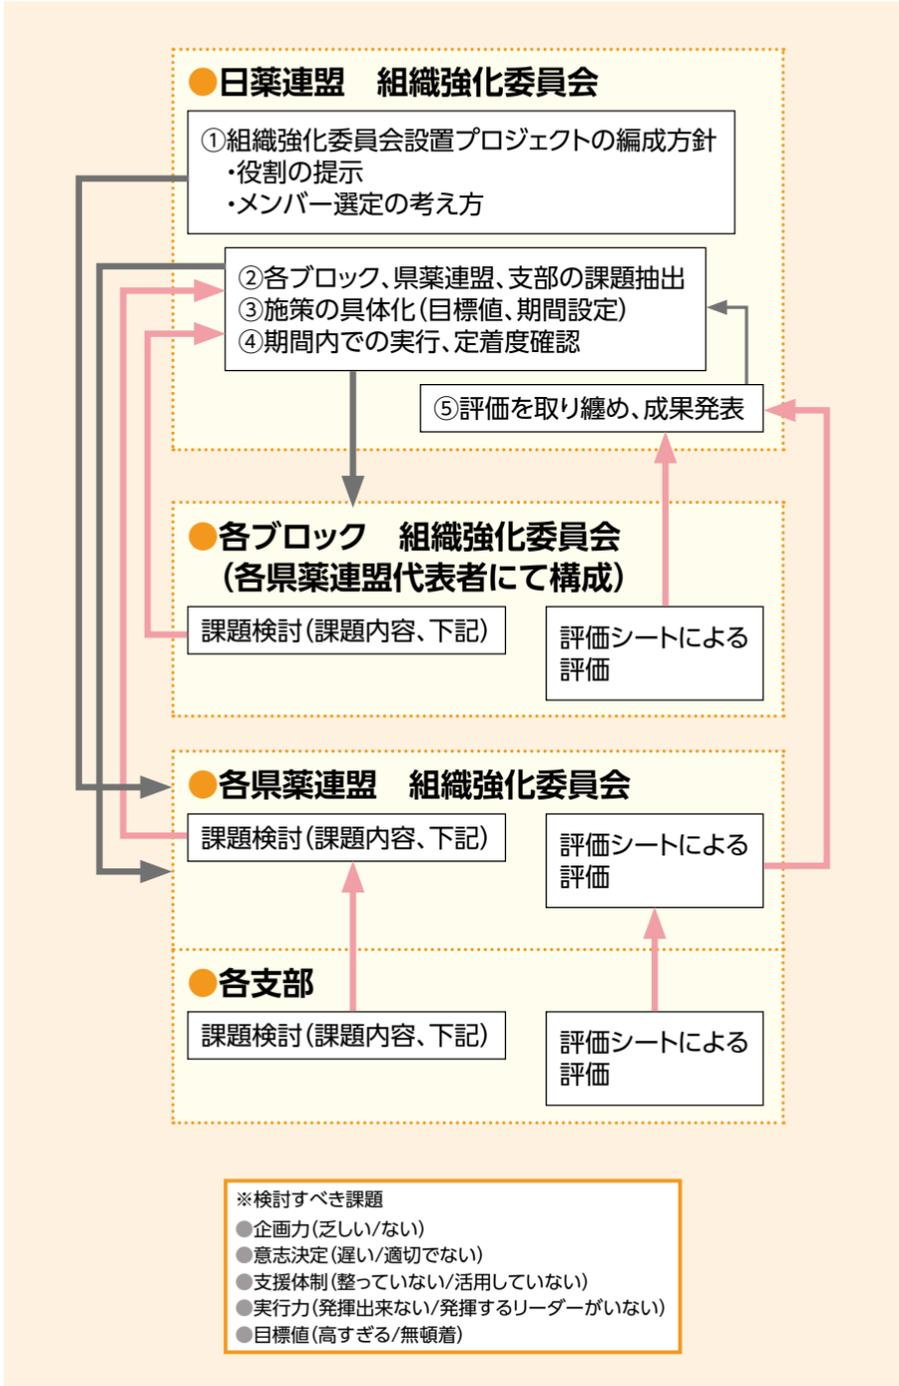 ●日薬連盟　組織強化委員会
①組織強化委員会設置プロジェクトの編成方針
・役割の提示
・メンバー選定の考え方
②各ブロック、県薬連盟、支部の課題抽出
③施策の具体化(目標値、期間設定)
④期間内での実行、定着度確認
⑤評価を取り纏め、成果発表
●各ブロック　組織強化委員会
(各県薬連盟代表者にて構成)
課題検討(課題内容、下記)
評価シートによる
評価
●各県薬連盟　組織強化委員会
課題検討(課題内容、下記)
評価シートによる
評価
●各支部
課題検討(課題内容、下記)
評価シートによる
評価
※検討すべき課題
●企画力(乏しい/ない)
●意志決定(遅い/適切でない)
●支援体制(整っていない/活用していない)
●実行力(発揮出来ない/発揮するリーダーがいない)
●目標値(高すぎる/無頓着)